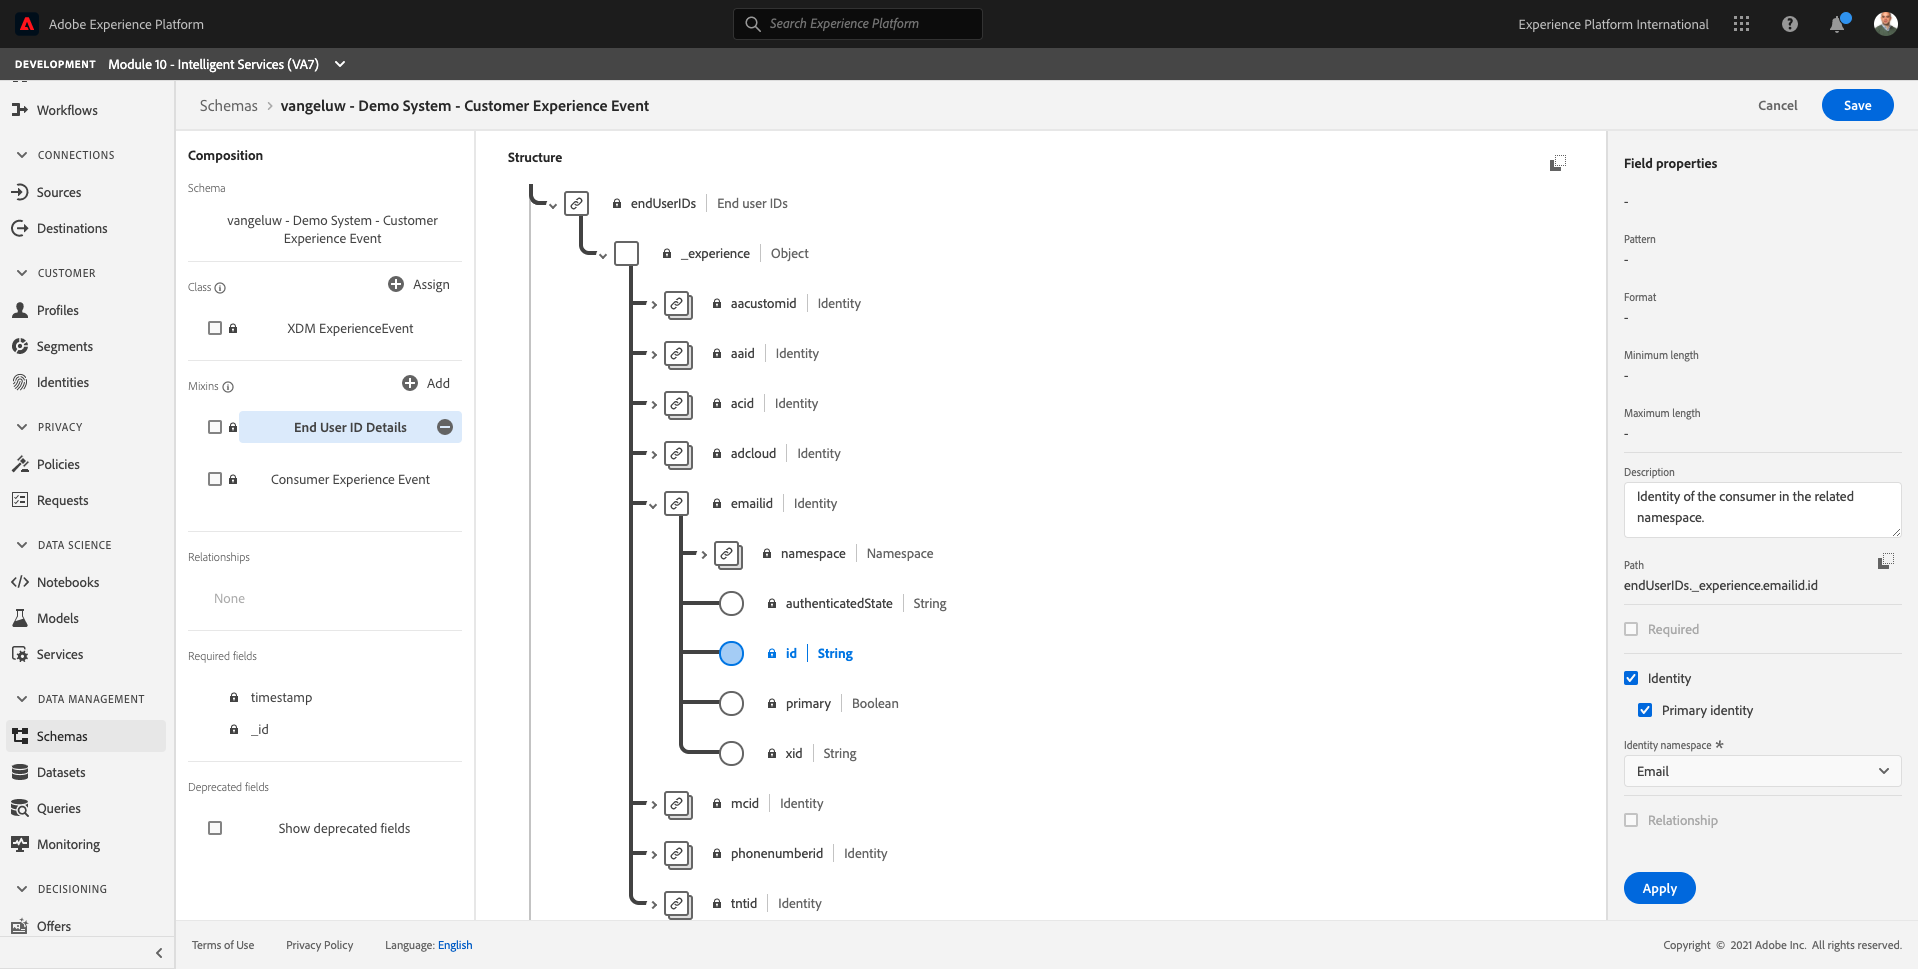 Adobe Experience Platform
Search Experience Platform
Experience Platform International
DEVELOPMENT Module 10 - Intelligent Services (VA7)
Workflows
CONNECTIONS
Sources
Destinations
CUSTOMER
Profiles
Segments
Identities
PRIVACY
Policies
Requests
DATA SCIENCE
Notebooks
Models
Services
DATA MANAGEMENT
Schemas
Datasets
Queries
Monitoring
DECISIONING
Offers
Schemas > vangeluw - Demo System - Customer Experience Event
Cancel
Save
Composition
Schema
vangeluw - Demo System - Customer
Experience Event
Class
Assign
XDM ExperienceEvent
Mixins
Add
End User ID Details
Consumer Experience Event
Relationships
None
Required fields
timestamp
_id
Deprecated fields
Show deprecated fields
Structure
endUserIDs | End user IDs
_experience | Object
aacustomid | Identity
aaid | Identity
acid | Identity
adcloud | Identity
emailid | Identity
namespace | Namespace
authenticatedState | String
id | String
primary | Boolean
xid | String
mcid | Identity
phonenumberid | Identity
tntid | Identity
Field properties
-
Pattern
-
Format
-
Minimum length
-
Maximum length
-
Description
Identity of the consumer in the related
namespace.
Path
endUserIDs._experience.emailid.id
Required
Identity
Primary identity
Identity namespace *
Email
Relationship
Apply
Terms of Use
Privacy Policy
Language: English
Copyright © 2021 Adobe Inc. All rights reserved.